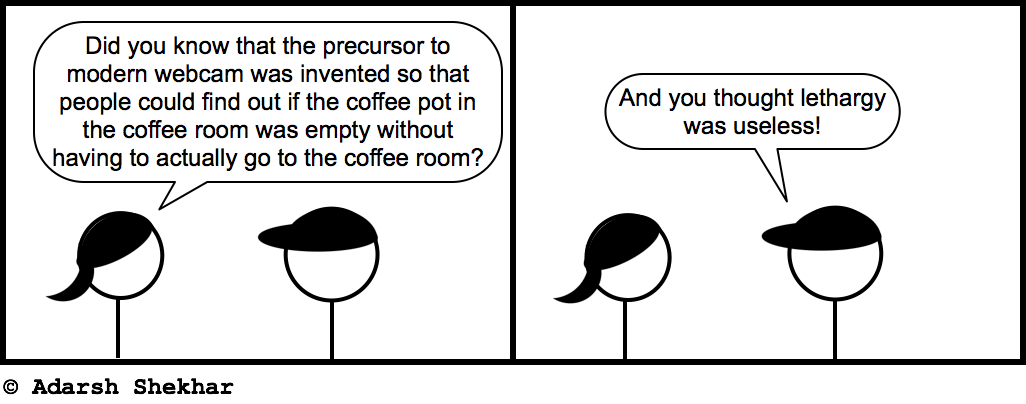 Did you know that the precursor to
modern webcam was invented so that
people could find out if the coffee pot in
the coffee room was empty without
having to actually go to the coffee room?
And you thought lethargy
was useless!
© Adarsh Shekhar